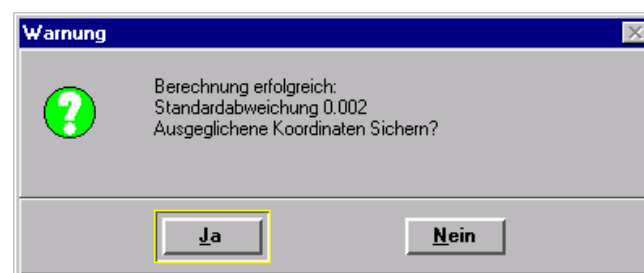 Warnung
Berechnung erfolgreich:
Standardabweichung 0.002
Ausgeglichene Koordinaten Sichern?
Ja
Nein